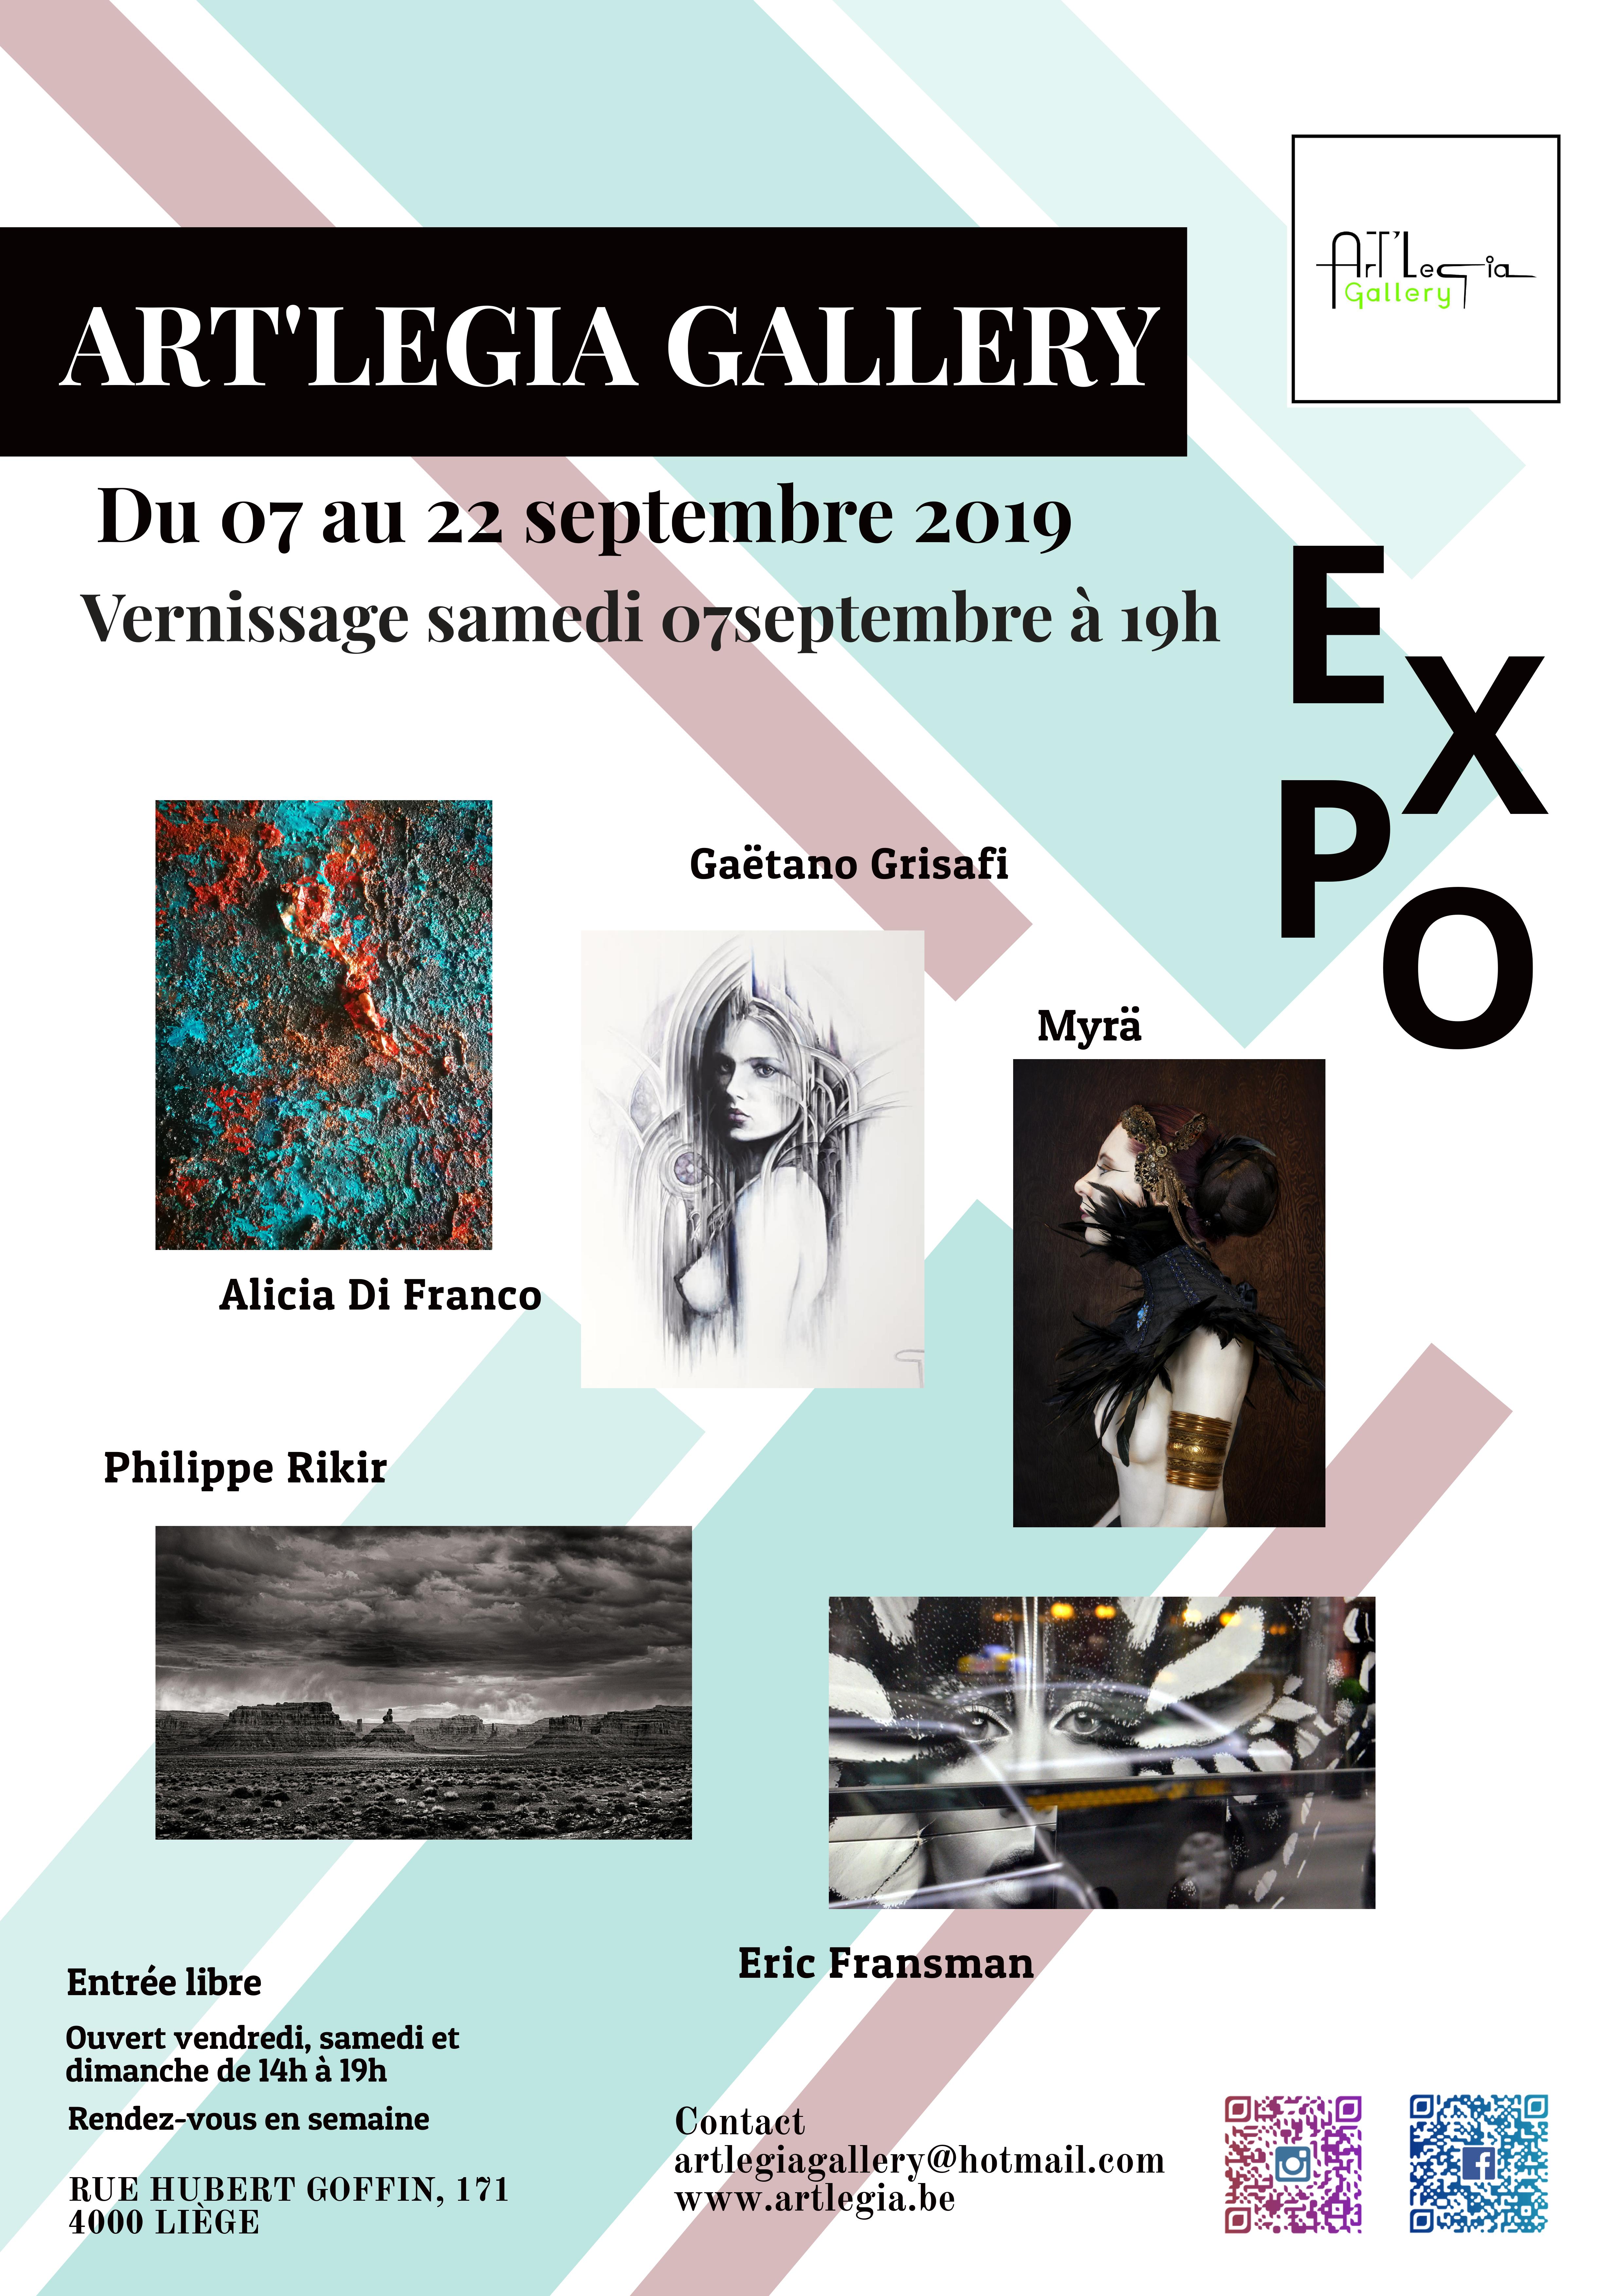 Art'Legia
Gallery
ART'LEGIA GALLERY
Du 07 au 22 septembre 2019
Vernissage samedi 07septembre à 19h
E
X
P
O
Gaëtano Grisafi
Myrä
Alicia Di Franco
Philippe Rikir
Eric Fransman
Entrée libre
Ouvert vendredi, samedi et
dimanche de 14h à 19h
Rendez-vous en semaine
RUE HUBERT GOFFIN, 171
4000 LIÈGE
Contact
artlegiagallery@hotmail.com
www.artlegia.be